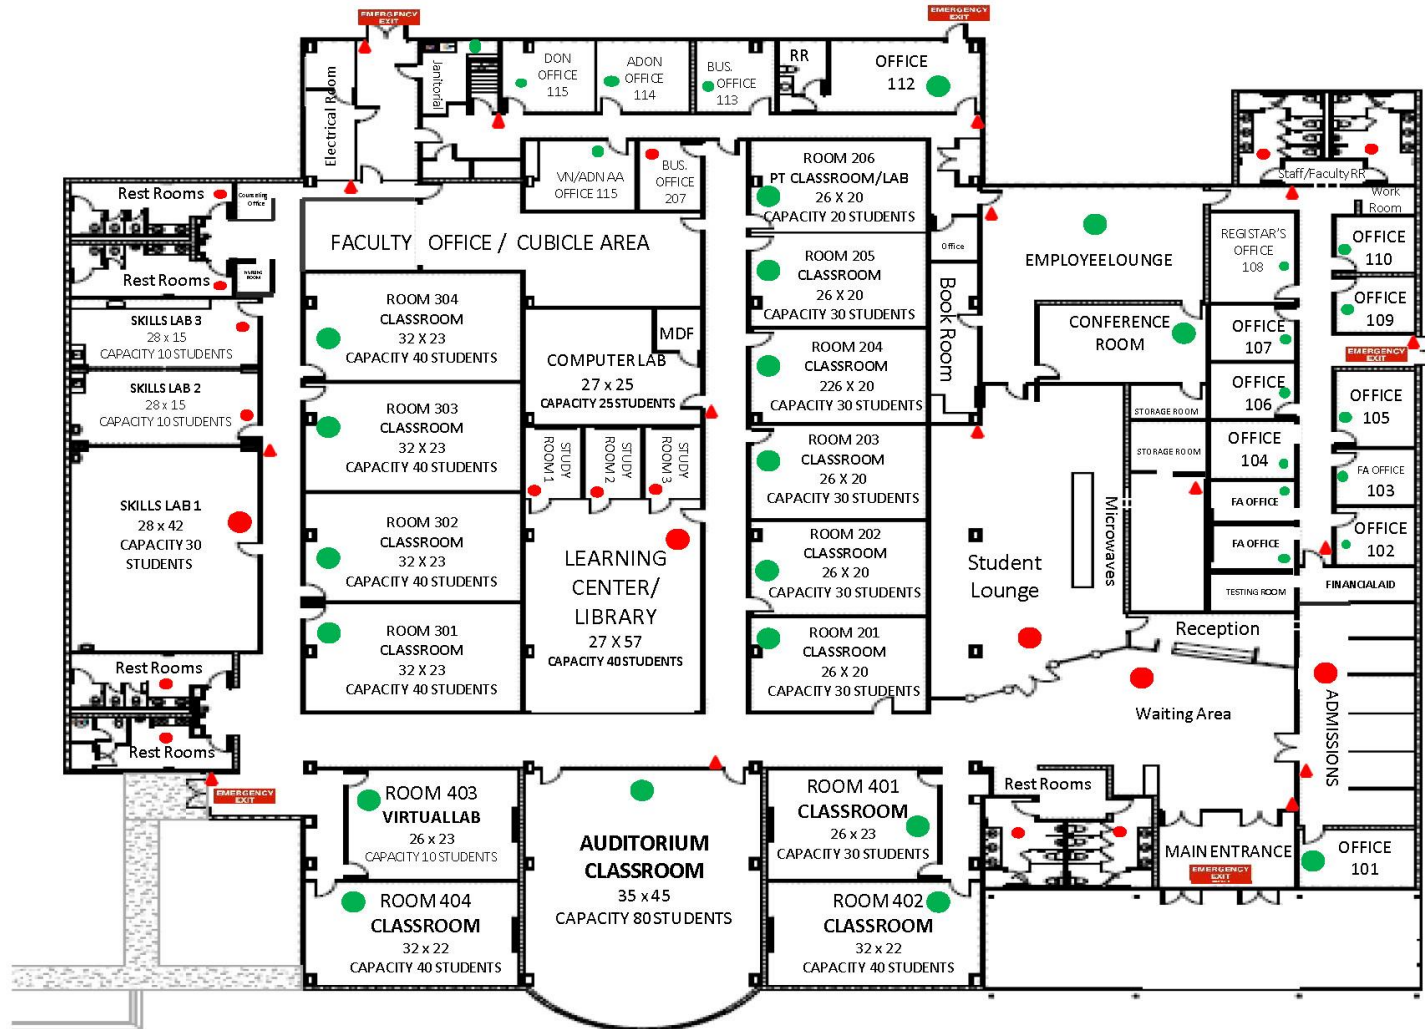 EMERGENCY
EXIT
EMERGENCY
EXIT
Electrical Room
Janitorial
DON
OFFICE
115
ADON
OFFICE
114
BUS.
OFFICE
113
RR
OFFICE
112
VN/ADN AA
OFFICE 115
BUS.
OFFICE
207
ROOM 206
PT CLASSROOM/LAB
26 X 20
CAPACITY 20 STUDENTS
Staff/Faculty RR
Work
Room
Rest Rooms
Counseling
Office
Rest Rooms
FACULTY OFFICE / CUBICLE AREA
Office
EMPLOYEELOUNGE
REGISTAR'S
OFFICE
108
OFFICE
110
ROOM 205
CLASSROOM
26 X 20
CAPACITY 30 STUDENTS
Book Room
OFFICE
109
SKILLS LAB 3
28 x 15
CAPACITY 10 STUDENTS
ROOM 304
CLASSROOM
32 X 23
CAPACITY 40 STUDENTS
MDF
COMPUTER LAB
27 x 25
CAPACITY 25 STUDENTS
ROOM 204
CLASSROOM
226 X 20
CAPACITY 30 STUDENTS
CONFERENCE
ROOM
OFFICE
107
EMERGENCY
EXIT
SKILLS LAB 2
28 x 15
CAPACITY 10 STUDENTS
ROOM 303
CLASSROOM
32 X 23
CAPACITY 40 STUDENTS
STUDY
ROOM 1
STUDY
ROOM 2
STUDY
ROOM 3
ROOM 203
CLASSROOM
26 X 20
CAPACITY 30 STUDENTS
STORAGE ROOM
STORAGE ROOM
OFFICE
106
OFFICE
105
OFFICE
104
FA OFFICE
103
SKILLS LAB 1
28 x 42
CAPACITY 30
STUDENTS
ROOM 302
CLASSROOM
32 X 23
CAPACITY 40 STUDENTS
LEARNING
CENTER/
LIBRARY
27 X 57
CAPACITY 40 STUDENTS
ROOM 202
CLASSROOM
26 X 20
CAPACITY 30 STUDENTS
Student
Lounge
Microwaves
FA OFFICE
FA OFFICE
OFFICE
102
TESTING ROOM
FINANCIAL AID
ROOM 301
CLASSROOM
32 X 23
CAPACITY 40 STUDENTS
ROOM 201
CLASSROOM
26 X 20
CAPACITY 30 STUDENTS
Reception
Waiting Area
ADMISSIONS
Rest Rooms
Rest Rooms
EMERGENCY
EXIT
ROOM 403
VIRTUAL LAB
26 x 23
CAPACITY 10 STUDENTS
AUDITORIUM
CLASSROOM
35 x 45
CAPACITY 80 STUDENTS
ROOM 401
CLASSROOM
26 x 23
CAPACITY 30 STUDENTS
Rest Rooms
MAIN ENTRANCE
EMERGENCY
EXIT
OFFICE
101
ROOM 404
CLASSROOM
32 x 22
CAPACITY 40 STUDENTS
ROOM 402
CLASSROOM
32 x 22
CAPACITY 40 STUDENTS